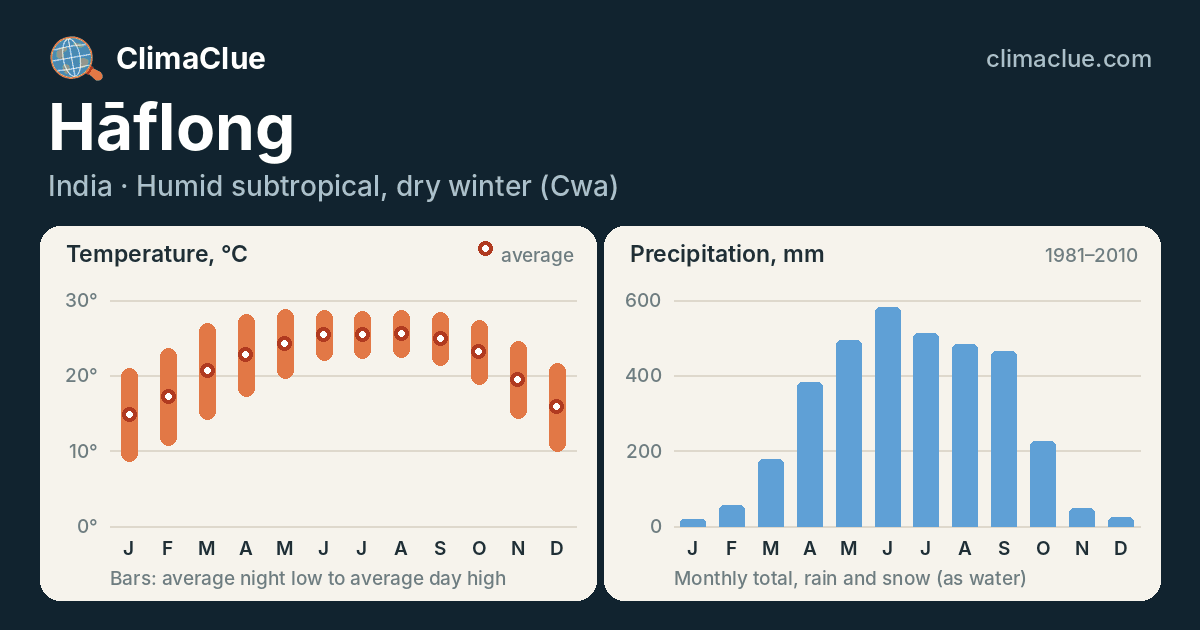 ClimaClue
climaclue.com
Hāflong
India · Humid subtropical, dry winter (Cwa)
Temperature, °C
average
30°
20°
10°
0°
J F M A M J J A S O N D
Bars: average night low to average day high
Precipitation, mm
1981–2010
600
400
200
0
J F M A M J J A S O N D
Monthly total, rain and snow (as water)